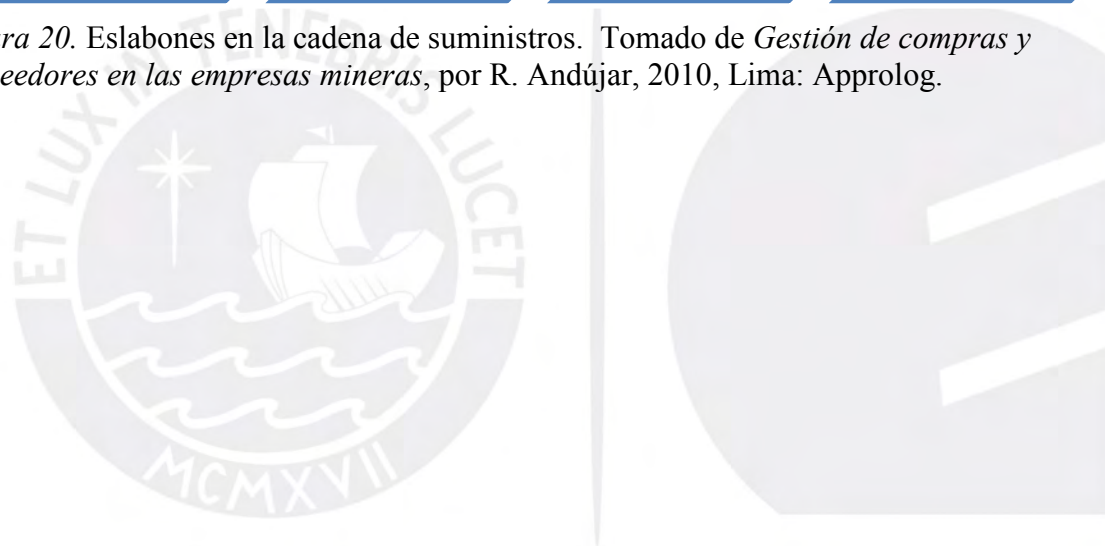 ra 20. Eslabones en la cadena de suministros. Tomado de Gestión de compras y
eedores en las empresas mineras, por R. Andújar, 2010, Lima: Approlog.
ET LUX IN TENEBRIS LUCET
MCMXVII